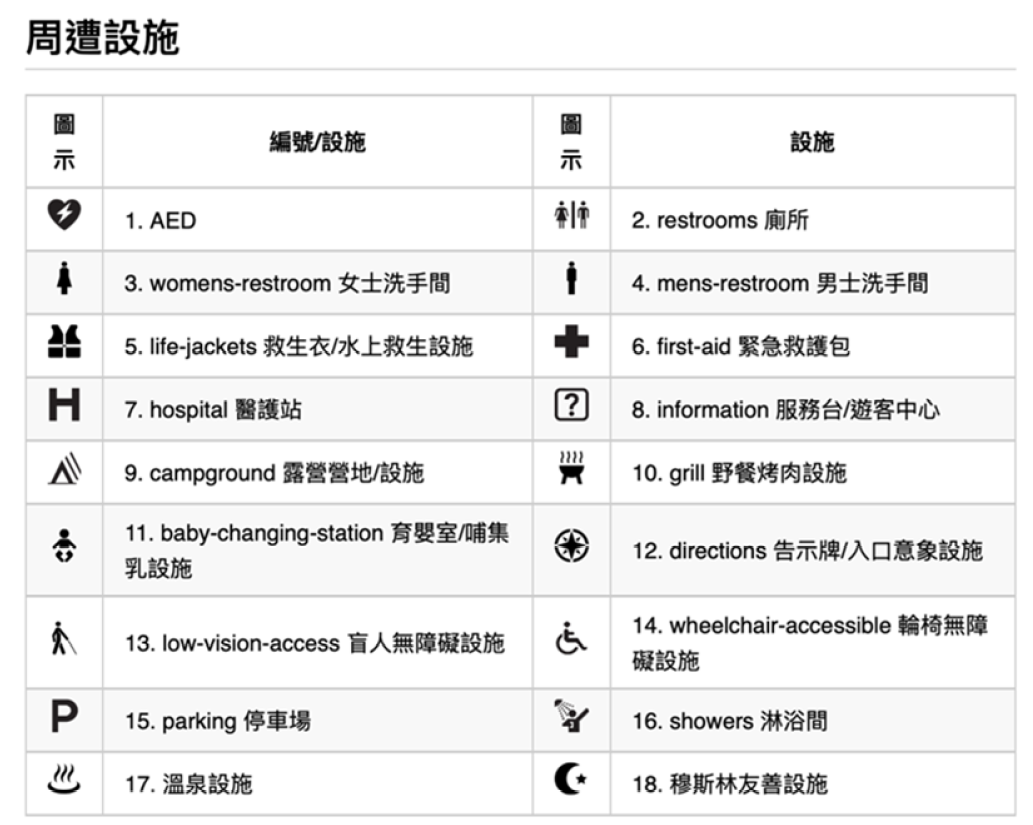 周遭設施
圖
示
編號/設施
圖
示
設施
1. AED
2. restrooms 廁所
3. womens-restroom 女士洗手間
4. mens-restroom 男士洗手間
5. life-jackets 救生衣/水上救生設施
6. first-aid 緊急救護包
H
7. hospital 醫護站
?
8. information 服務台/遊客中心
9. campground 露營營地/設施
10. grill 野餐烤肉設施
11. baby-changing-station 育嬰室/哺集
乳設施
12. directions 告示牌/入口意象設施
13. low-vision-access 盲人無障礙設施
14. wheelchair-accessible 輪椅無障
礙設施
P
15. parking 停車場
16. showers 淋浴間
17. 溫泉設施
18. 穆斯林友善設施